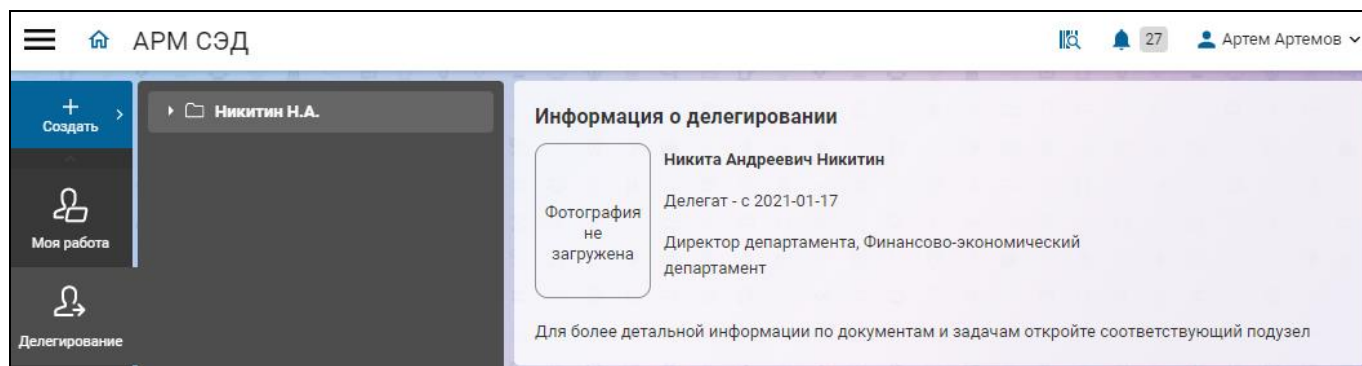 АРМ СЭД
27
Артем Артемов
Создать
Никитин Н.А.
Моя работа
Делегирование
Информация о делегировании
Фотография
не
загружена
Никита Андреевич Никитин
Делегат - с 2021-01-17
Директор департамента, Финансово-экономический
департамент
Для более детальной информации по документам и задачам откройте соответствующий подузел